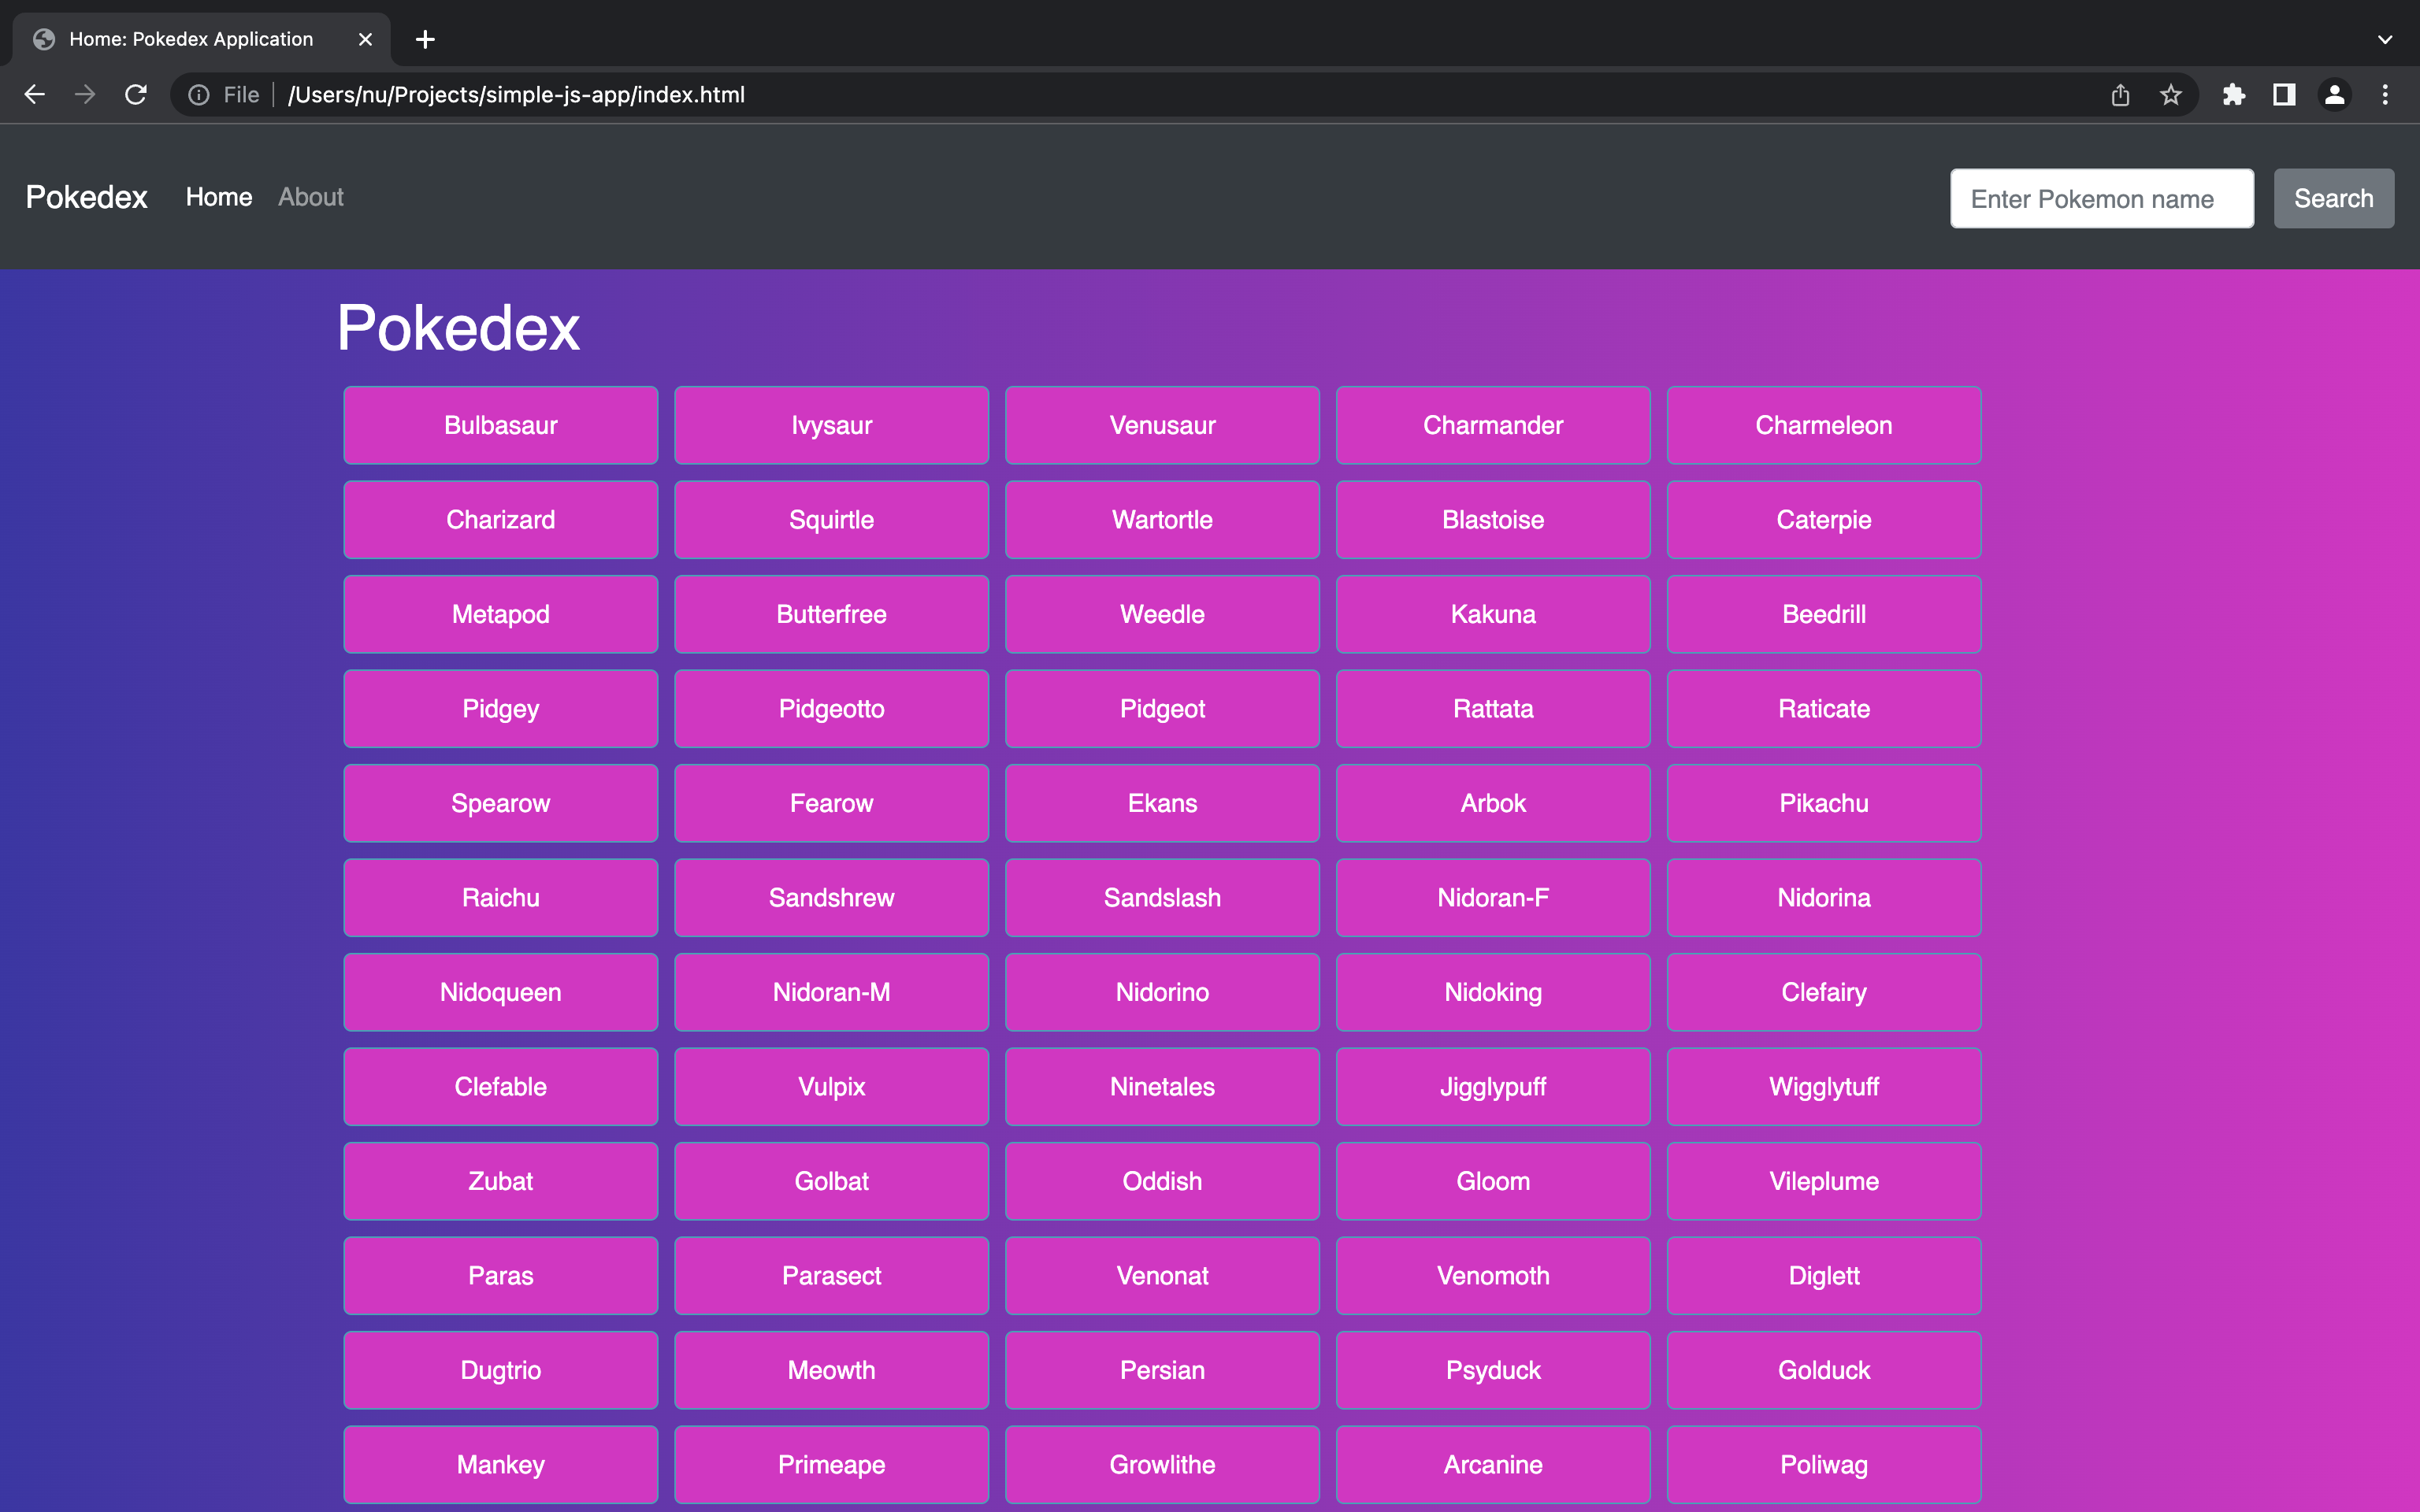 Home: Pokedex Application
File /Users/nu/Projects/simple-js-app/index.html
Pokedex Home About Enter Pokemon name Search
Pokedex
Bulbasaur Ivysaur Venusaur Charmander Charmeleon
Charizard Squirtle Wartortle Blastoise Caterpie
Metapod Butterfree Weedle Kakuna Beedrill
Pidgey Pidgeotto Pidgeot Rattata Raticate
Spearow Fearow Ekans Arbok Pikachu
Raichu Sandshrew Sandslash Nidoran-F Nidorina
Nidoqueen Nidoran-M Nidorino Nidoking Clefairy
Clefable Vulpix Ninetales Jigglypuff Wigglytuff
Zubat Golbat Oddish Gloom Vileplume
Paras Parasect Venonat Venomoth Diglett
Dugtrio Meowth Persian Psyduck Golduck
Mankey Primeape Growlithe Arcanine Poliwag